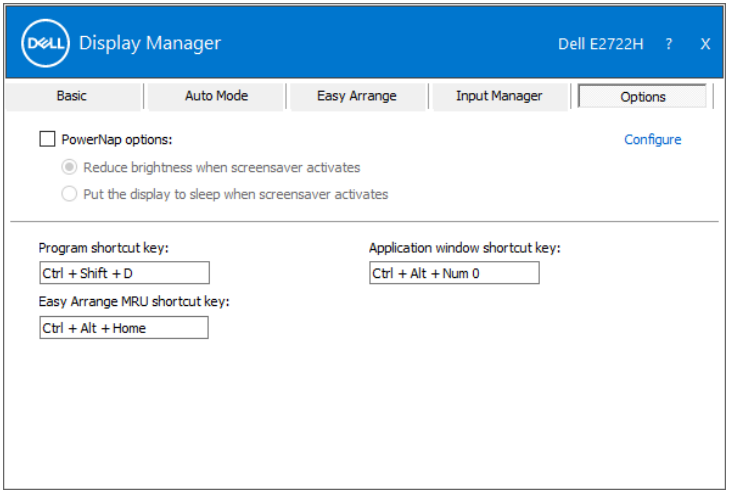 DELL Display Manager Dell E2722H ? X
Basic Auto Mode Easy Arrange Input Manager Options
PowerNap options: Configure
Reduce brightness when screensaver activates
Put the display to sleep when screensaver activates
Program shortcut key: Application window shortcut key:
Ctrl + Shift + D Ctrl + Alt + Num 0
Easy Arrange MRU shortcut key:
Ctrl + Alt + Home